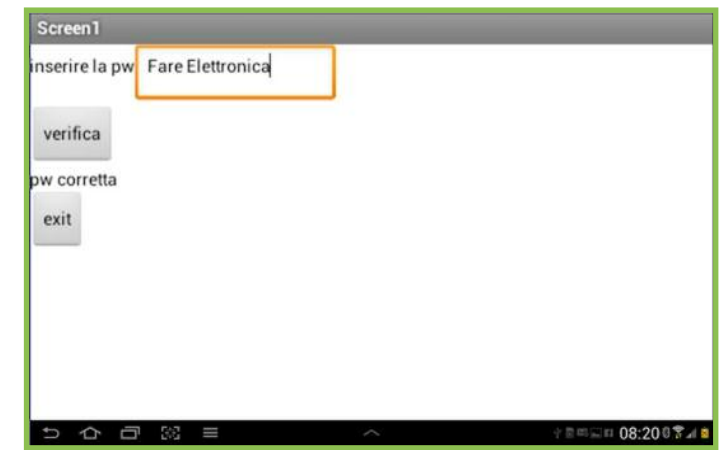 Screen1
inserire la pw Fare Elettronica
verifica
pw corretta
exit
08:20